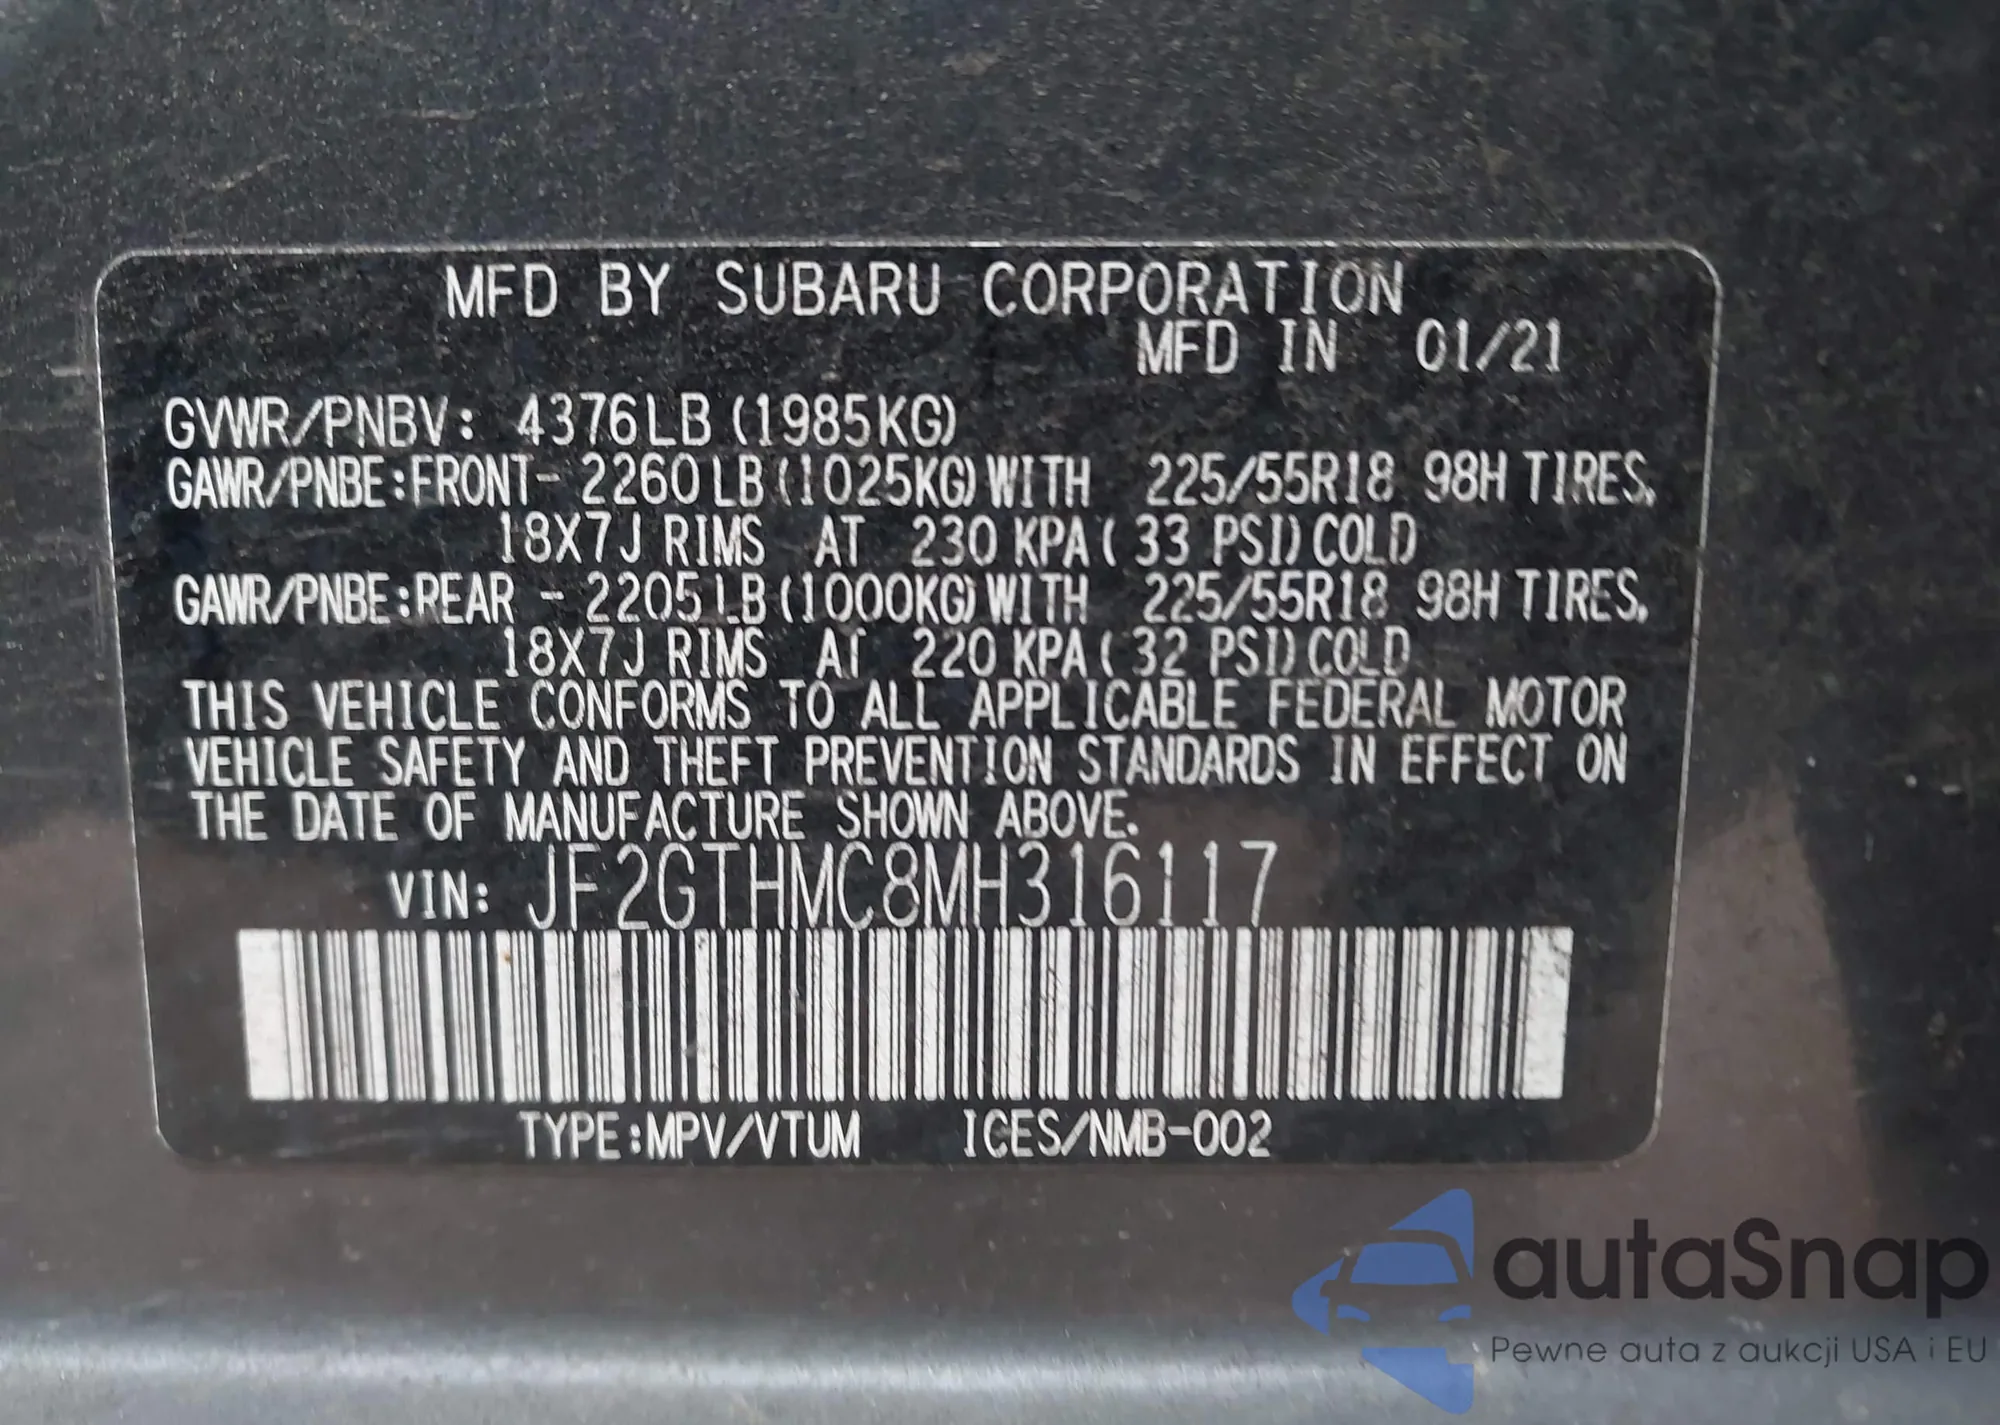 MFD BY SUBARU CORPORATION
MFD IN 01/21
GVWR/PNBV: 4376LB (1985KG)
GAWR/PNBE:FRONT- 2260LB(1025KG)WITH 225/55R18 98H TIRES,
18X7J RIMS AT 230 KPA( 33 PSI)COLD
GAWR/PNBE:REAR - 2205LB(1000KG)WITH 225/55R18 98H TIRES,
18X7J RIMS AT 220 KPA( 32 PSI)COLD
THIS VEHICLE CONFORMS TO ALL APPLICABLE FEDERAL MOTOR
VEHICLE SAFETY AND THEFT PREVENTION STANDARDS IN EFFECT ON
THE DATE OF MANUFACTURE SHOWN ABOVE.
VIN: JF2GTHMC8MH316117
TYPE:MPV/VTUM ICES/NMB-002
autaSnap
Pewne auta z aukcji USA i EU